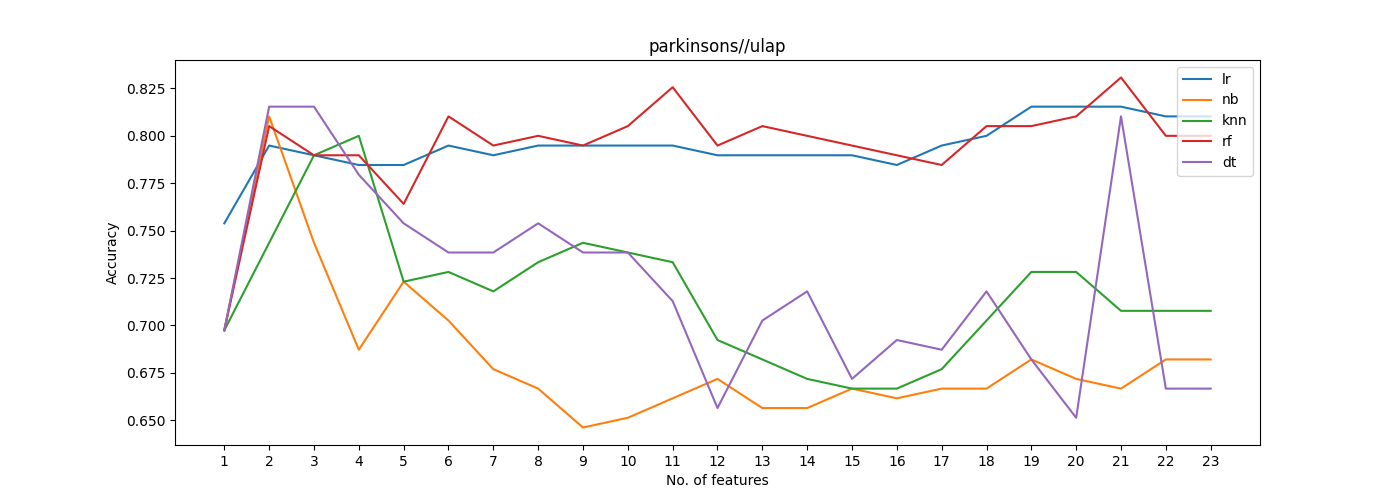 parkinsons//ulap
lr
nb
knn
rf
dt
0.825
0.800
0.775
0.750
0.725
0.700
0.675
0.650
Accuracy
1 2 3 4 5 6 7 8 9 10 11 12 13 14 15 16 17 18 19 20 21 22 23
No. of features